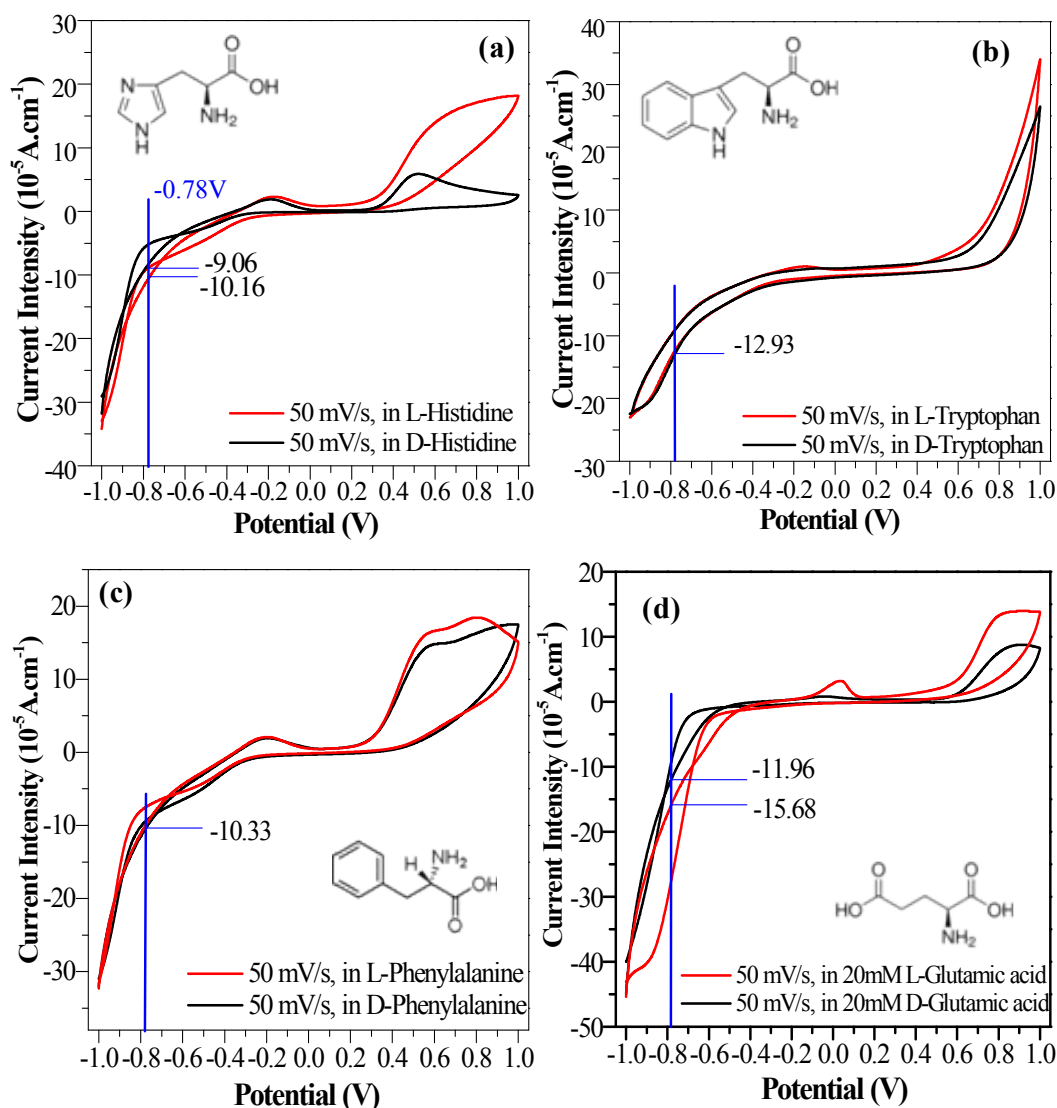 (a)
30
20
10
0
-10
-20
-30
-40
Current Intensity (10-5 A.cm-1)
N
N
H
O
OH
NH2
-0.78V
-9.06
-10.16
50 mV/s, in L-Histidine
50 mV/s, in D-Histidine
-1.0 -0.8 -0.6 -0.4 -0.2 0.0 0.2 0.4 0.6 0.8 1.0
Potential (V)
(b)
40
30
20
10
0
-10
-20
-30
Current Intensity (10-5 A.cm-1)
O
OH
NH2
N
H
-12.93
50 mV/s, in L-Tryptophan
50 mV/s, in D-Tryptophan
-1.0 -0.8 -0.6 -0.4 -0.2 0.0 0.2 0.4 0.6 0.8 1.0
Potential (V)
(c)
20
10
0
-10
-20
-30
Current Intensity (10-5 A.cm-1)
-10.33
H
NH2
OH
O
50 mV/s, in L-Phenylalanine
50 mV/s, in D-Phenylalanine
-1.0 -0.8 -0.6 -0.4 -0.2 0.0 0.2 0.4 0.6 0.8 1.0
Potential (V)
(d)
20
10
0
-10
-20
-30
-40
-50
Current Intensity (10-5 A.cm-1)
-11.96
-15.68
O
O
HO
OH
NH2
50 mV/s, in 20mM L-Glutamic acid
50 mV/s, in 20mM D-Glutamic acid
-1.0 -0.8 -0.6 -0.4 -0.2 0.0 0.2 0.4 0.6 0.8 1.0
Potential (V)